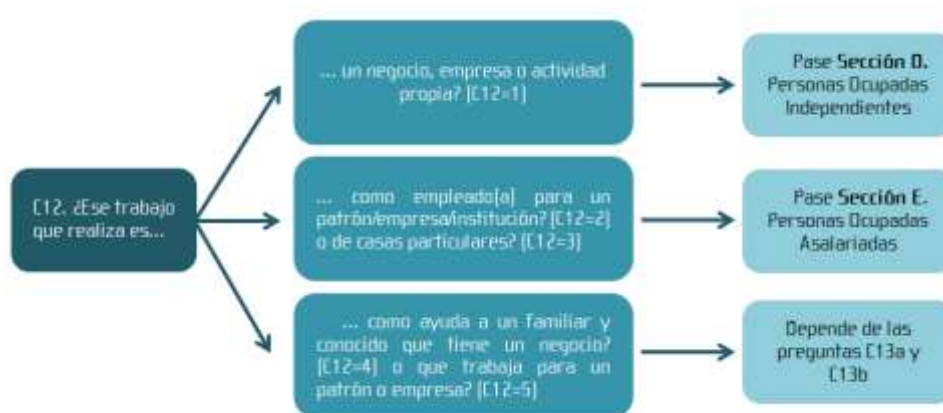 C12. ¿Ese trabajo
que realiza es...
... un negocio, empresa o actividad
propia? (C12=1)
Pase Sección D.
Personas Ocupadas
Independientes
... como empleado(a) para un
patrón/empresa/institución? (C12=2)
o de casas particulares? (C12=3)
Pase Sección E.
Personas Ocupadas
Asalariadas
... como ayuda a un familiar y
conocido que tiene un negocio?
(C12=4) o que trabaja para un
patrón o empresa? (C12=5)
Depende de las
preguntas C13a y
C13b